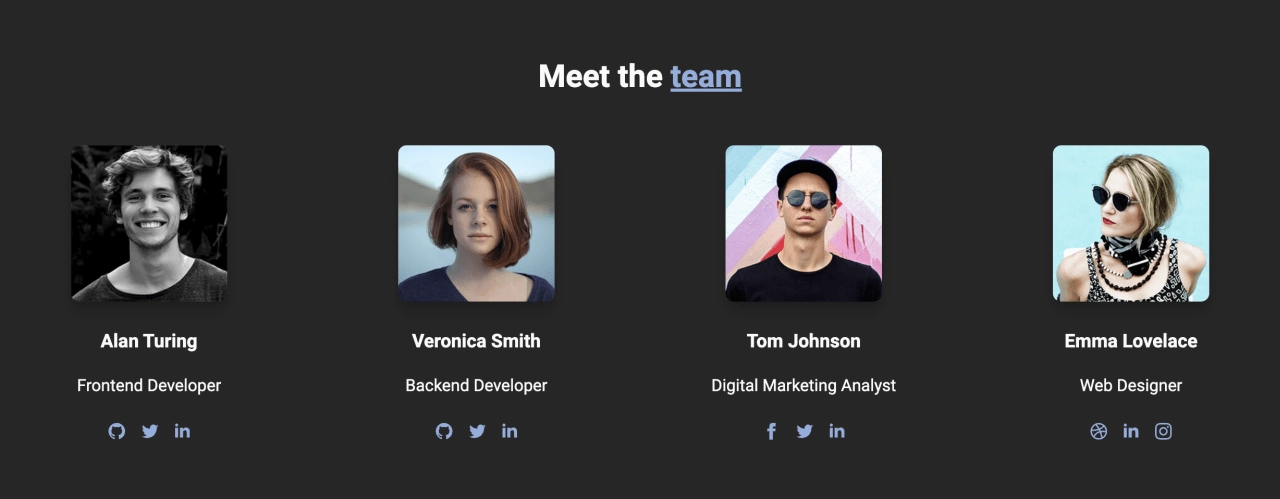 Meet the team
Alan Turing
Veronica Smith
Tom Johnson
Emma Lovelace
Frontend Developer
Backend Developer
Digital Marketing Analyst
Web Designer